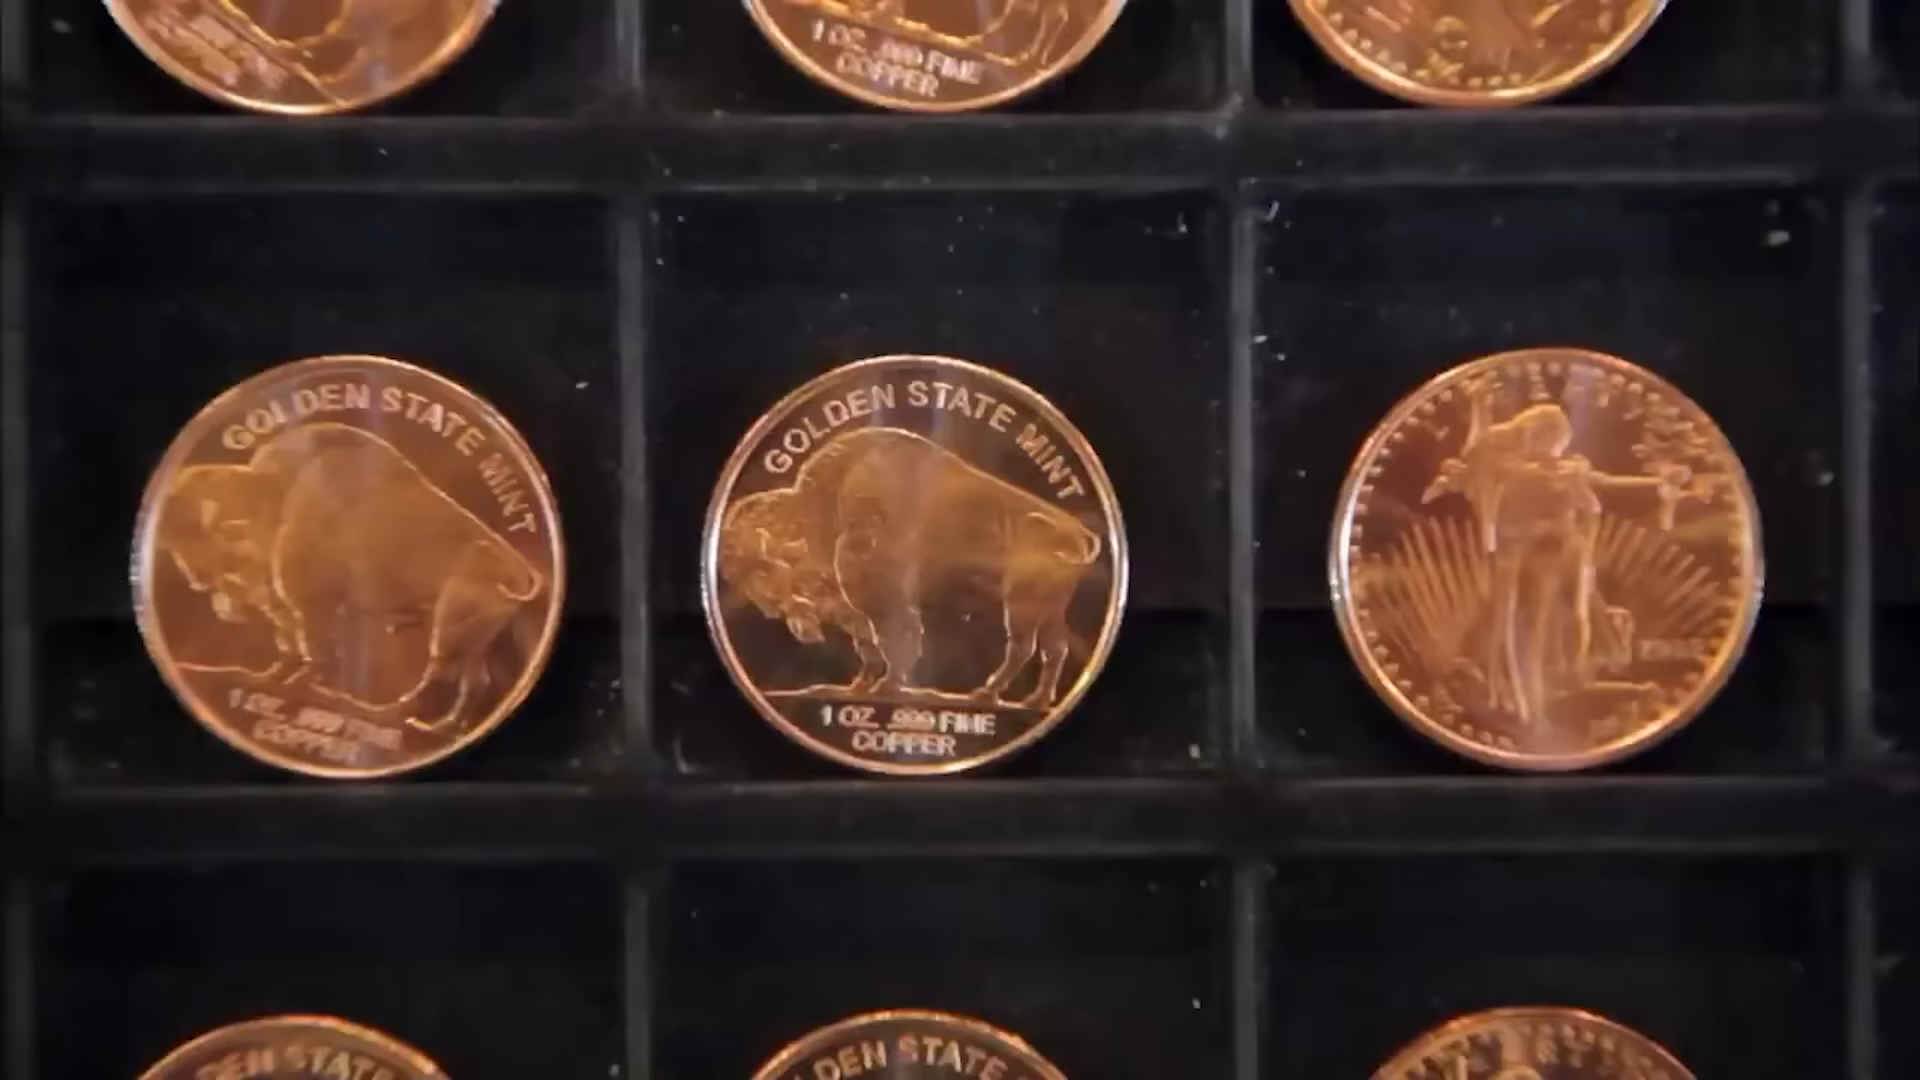 1 OZ .999 FINE
COPPER
GOLDEN STATE MINT
1 OZ. .999 FINE
COPPER
GOLDEN STATE MINT
1 OZ .999 FINE
COPPER
DEN STATE
LDEN STATE